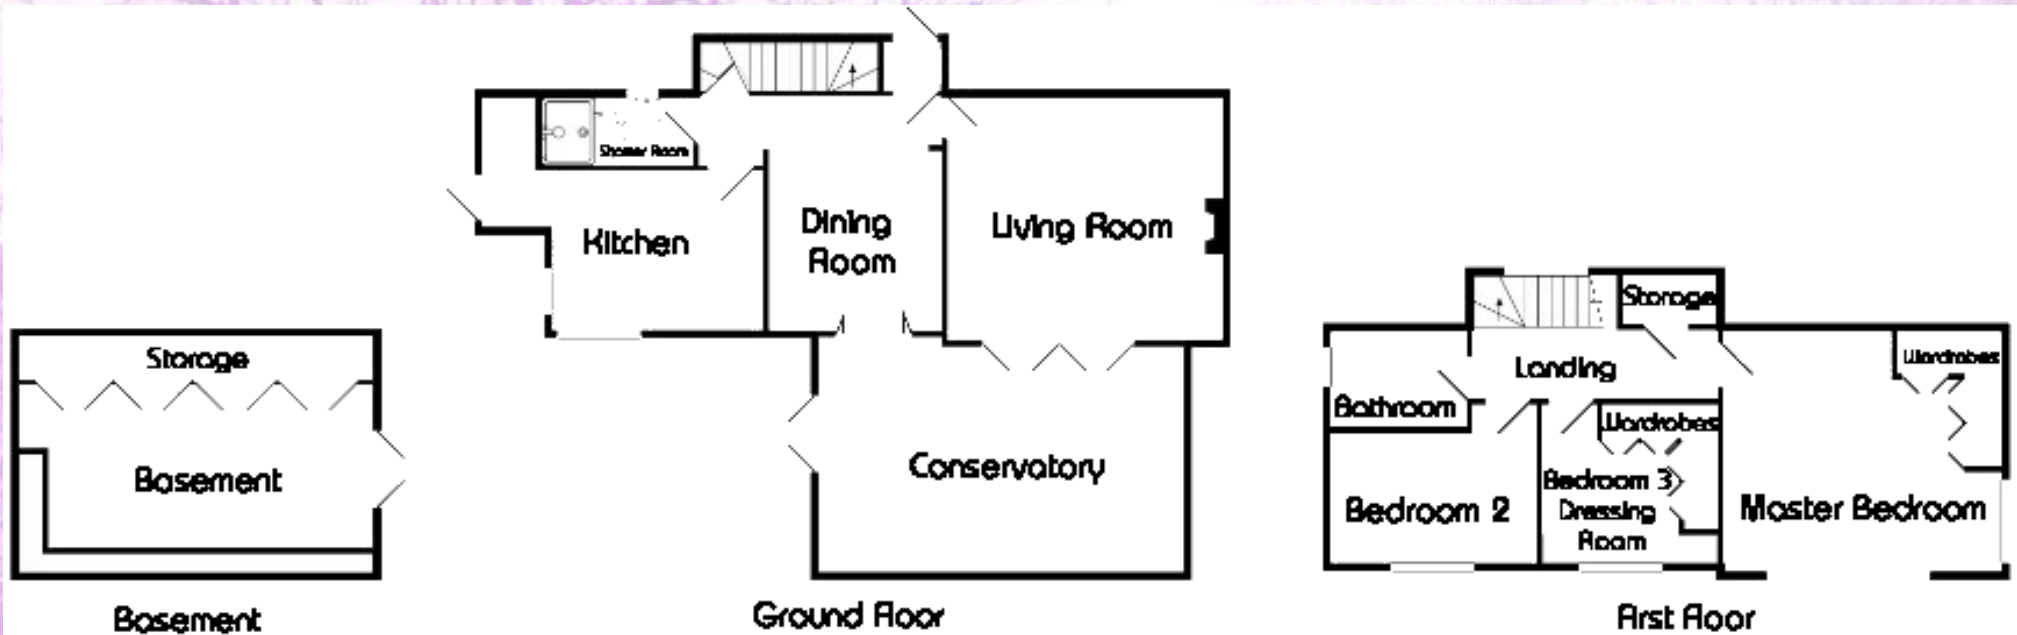 Storage
Basement
Basement
Shower Room
Kitchen
Dining
Room
Living Room
Conservatory
Ground Floor
Storage
Landing
Wardrobes
Bathroom
Wardrobes
Bedroom 2
Bedroom 3
Dressing
Room
Master Bedroom
First Floor